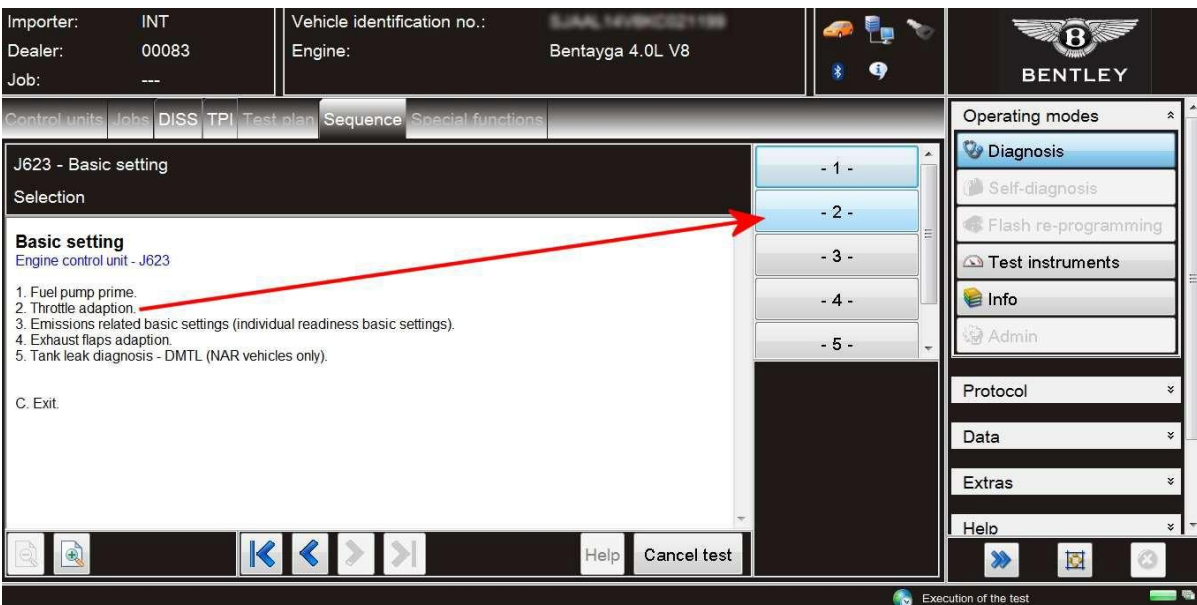 Importer: INT
Dealer: 00083
Job: ---
Vehicle identification no.:
Engine: Bentayga 4.0L V8
B
BENTLEY
Control units Jobs DISS TPI Test plan Sequence Special functions
J623 - Basic setting
Selection
Basic setting
Engine control unit - J623
1. Fuel pump prime.
2. Throttle adaption.
3. Emissions related basic settings (individual readiness basic settings).
4. Exhaust flaps adaption.
5. Tank leak diagnosis - DMTL (NAR vehicles only).
C. Exit.
- 1 -
- 2 -
- 3 -
- 4 -
- 5 -
Help Cancel test
Operating modes
Diagnosis
Self-diagnosis
Flash re-programming
Test instruments
Info
Admin
Protocol
Data
Extras
Help
Execution of the test